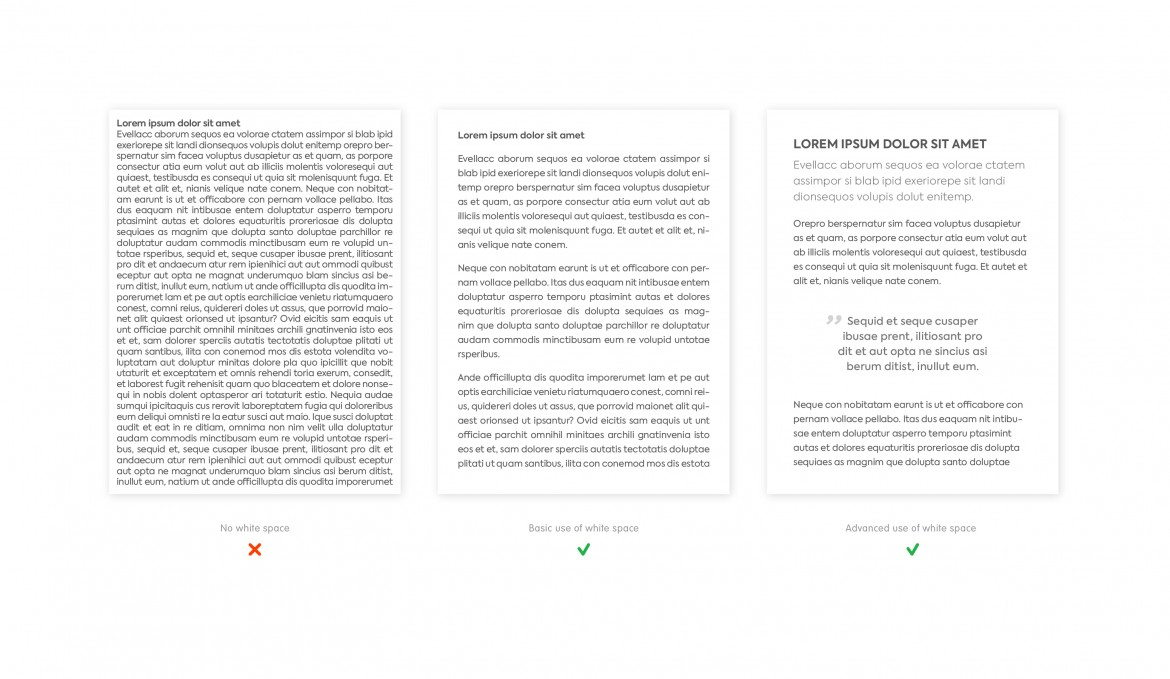 Lorem ipsum dolor sit amet
Evellacc aborum sequos ea volorae ctatem assimpor si blab ipid
exeriorepe sit landi dionsequos volupis dolut enitemp orepro ber-
spernatur sim facea voluptus dusapietur as et quam, as porpore
consectur atia eum volut aut ab illiciis molentis voloresequi aut
quiaest, testibusda es consequi ut quia sit molenisquunt fuga. Et
autet et alit et, nianis velique nate conem. Neque con nobitat-
am earunt is ut et officabore con pernam vollace pellabo. Itas
dus eaquam nit intibusae entem doluptatur asperro temporu
ptasimint autas et dolores equaturitis proreriosae dis dolupta
sequiaes as magnim que dolupta santo doluptae parchillor re
doluptatur audam commodis minctibusam eum re volupid un-
totae rsperibus, sequid et, seque cusaper ibusae prent, ilitiosant
pro dit et andaecum atur rem ipienihici aut aut commodi quibust
eceptur aut opta ne magnat underumquo blam sincius asi be-
rum ditist, inullut eum, natium ut ande officillupta dis quodita im-
porerumet lam et pe aut optis earchiliciae venietu riatumquaero
conest, comni reius, quidereri doles ut assus, que porrovid maio-
net alit quiaest orionsed ut ipsantur? Ovid eicitis sam eaquis ut
unt officiae parchit omnihil minitaes archili gnatinvenia isto eos
et et, sam dolorer sperciis autatis tectotatis doluptae plitati ut
quam santibus, ilita con conemod mos dis estota volendita vo-
luptatam aut doluptur minitas dolore pla quo ipicillit que nobit
utaturit et exceptatem et omnis rehendi toria exerum, consedit,
et laborest fugit rehenisit quam quo blaceatem et dolore nonse-
qui in nobis dolent optasperor ari totaturit estio. Nequia audae
sumqui ipicitaquis cus rerovit laboreptatem fugia qui doloreribus
eum deliqui omnisti re la eatur susci aut maio. Ique susci doluptat
audit et eat in re ditiam, omnima non nim velit ulla doluptatur
audam commodis minctibusam eum re volupid untotae rsperi-
bus, sequid et, seque cusaper ibusae prent, ilitiosant pro dit et
andaecum atur rem ipienihici aut aut commodi quibust eceptur
aut opta ne magnat underumquo blam sincius asi berum ditist,
inullut eum, natium ut ande officillupta dis quodita imporerumet
No white space
Lorem ipsum dolor sit amet
Evellacc aborum sequos ea volorae ctatem assimpor si
blab ipid exeriorepe sit landi dionsequos volupis dolut eni-
temp orepro berspernatur sim facea voluptus dusapietur
as et quam, as porpore consectur atia eum volut aut ab
illiciis molentis voloresequi aut quiaest, testibusda es con-
sequi ut quia sit molenisquunt fuga. Et autet et alit et, ni-
anis velique nate conem.
Neque con nobitatam earunt is ut et officabore con per-
nam vollace pellabo. Itas dus eaquam nit intibusae entem
doluptatur asperro temporu ptasimint autas et dolores
equaturitis proreriosae dis dolupta sequiaes as mag-
nim que dolupta santo doluptae parchillor re doluptatur
audam commodis minctibusam eum re volupid untotae
rsperibus.
Ande officillupta dis quodita imporerumet lam et pe aut
optis earchiliciae venietu riatumquaero conest, comni rei-
us, quidereri doles ut assus, que porrovid maionet alit qui-
aest orionsed ut ipsantur? Ovid eicitis sam eaquis ut unt
officiae parchit omnihil minitaes archili gnatinvenia isto
eos et et, sam dolorer sperciis autatis tectotatis doluptae
plitati ut quam santibus, ilita con conemod mos dis estota
Basic use of white space
LOREM IPSUM DOLOR SIT AMET
Evellacc aborum sequos ea volorae ctatem
assimpor si blab ipid exeriorepe sit landi
dionsequos volupis dolut enitemp.
Orepro berspernatur sim facea voluptus dusapietur
as et quam, as porpore consectur atia eum volut aut
ab illiciis molentis voloresequi aut quiaest, testibusda
es consequi ut quia sit molenisquunt fuga. Et autet et
alit et, nianis velique nate conem.
” Sequid et seque cusaper
ibusae prent, ilitiosant pro
dit et aut opta ne sincius asi
berum ditist, inullut eum.
Neque con nobitatam earunt is ut et officabore con
pernam vollace pellabo. Itas dus eaquam nit intibu-
sae entem doluptatur asperro temporu ptasimint
autas et dolores equaturitis proreriosae dis dolupta
sequiaes as magnim que dolupta santo doluptae
Advanced use of white space